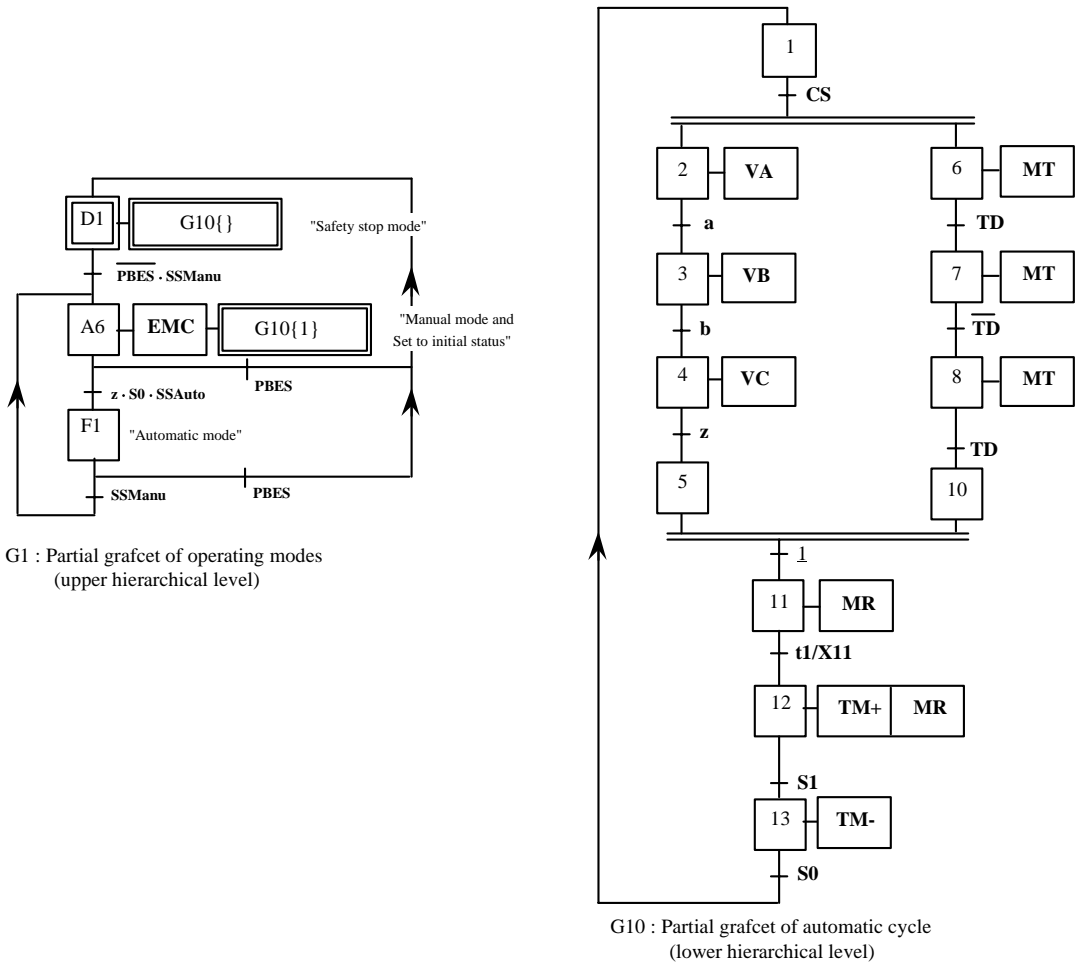 D1
G10{}
"Safety stop mode"
PBES . SSManu
A6
EMC
G10{1}
"Manual mode and
Set to initial status"
PBES
z . S0 . SSAuto
F1
"Automatic mode"
PBES
SSManu
G1 : Partial grafcet of operating modes
(upper hierarchical level)
1
CS
2
VA
6
MT
a
TD
3
VB
7
MT
b
TD
4
VC
8
MT
z
TD
5
10
1
11
MR
t1/X11
12
TM+
MR
S1
13
TM-
S0
G10 : Partial grafcet of automatic cycle
(lower hierarchical level)